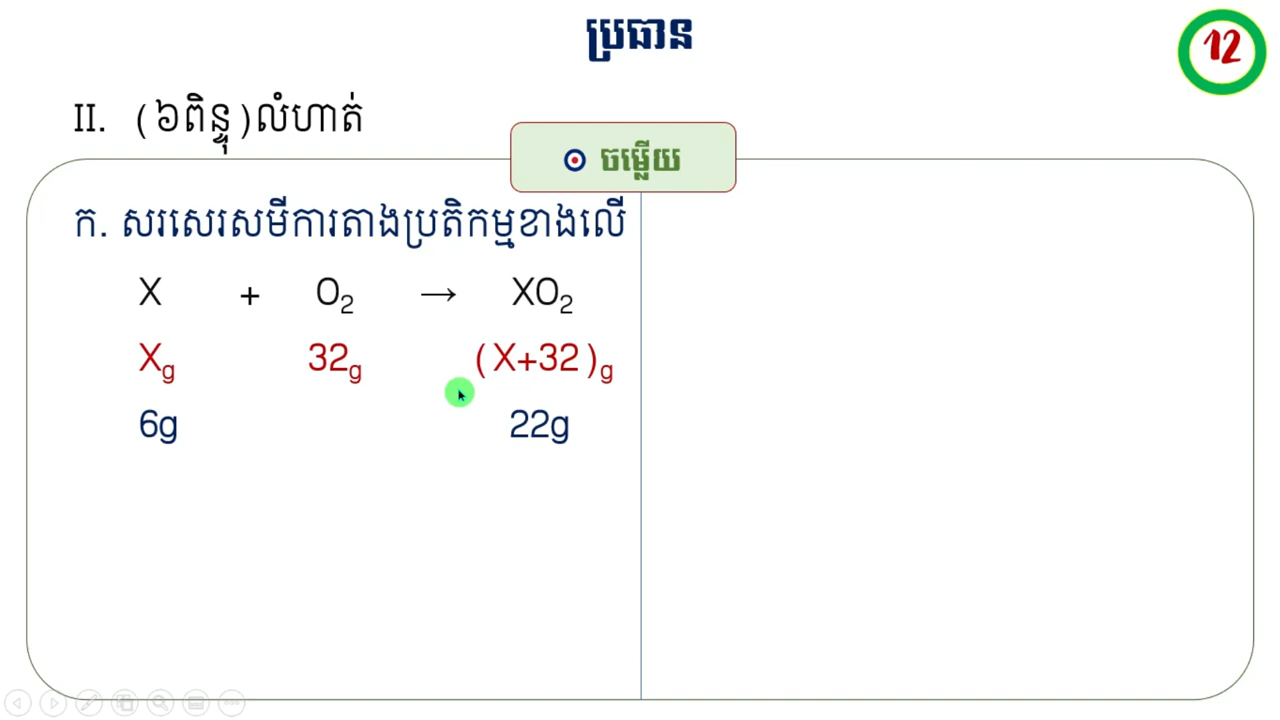 ប្រធាន
12
II. (៦ពិន្ទុ)លំហាត់
ចម្លើយ
ក. សរសេរសមីការតាងប្រតិកម្មខាងលើ
X + O₂ → XO₂
Xg 32g (X+32)g
6g 22g